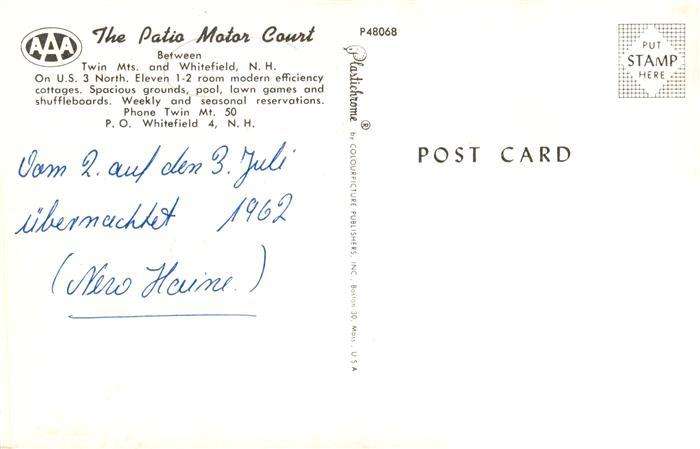 AAA
The Patio Motor Court
Between
Twin Mts. and Whitefield, N. H.
On U.S. 3 North. Eleven 1-2 room modern efficiency
cottages. Spacious grounds, pool, lawn games and
shuffleboards. Weekly and seasonal reservations.
Phone Twin Mt. 50
P. O. Whitefield 4, N. H.
Vom 2. auf den 3. Juli
übernachtet 1962
(Nero Haine.)
P48068
Plastichrome ® by COLOURPICTURE PUBLISHERS, INC. Boston 30, Mass., U S A
PUT
STAMP
HERE
POST CARD